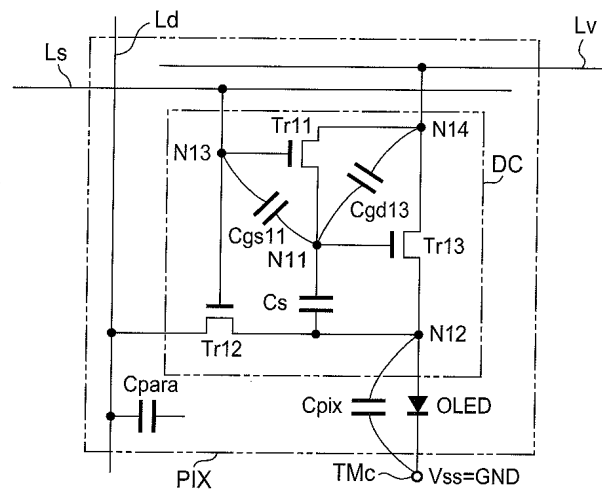 Ld
Lv
Ls
Tr11
N14
N13
DC
Cgd13
Cgs11
N11
Tr13
Cs
N12
Tr12
Cpara
Cpix
OLED
PIX
TMc
Vss=GND